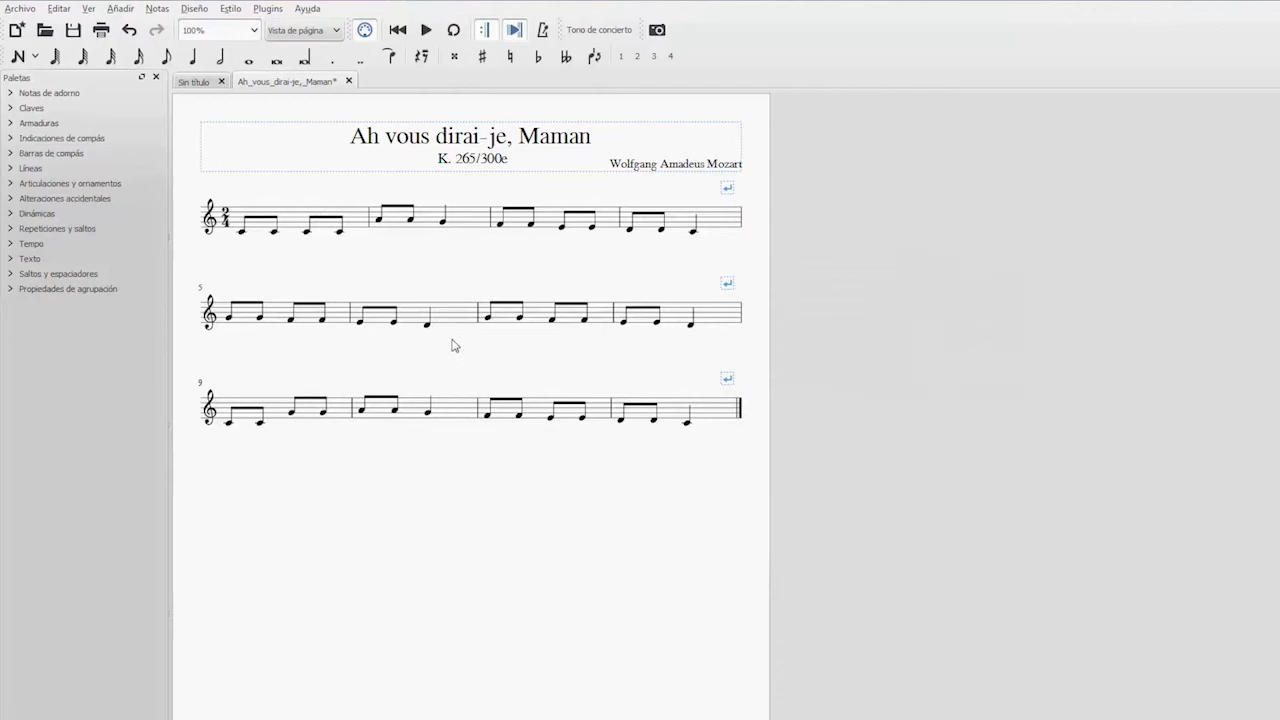 Archivo Editar Ver Añadir Notas Diseño Estilo Plugins Ayuda
100% Vista de página Tono de concierto
N 1 2 3 4
Paletas
Sin título Ah_vous_dirai-je,_Maman*
Notas de adorno
Claves
Armaduras
Indicaciones de compás
Barras de compás
Líneas
Articulaciones y ornamentos
Alteraciones accidentales
Dinámicas
Repeticiones y saltos
Tempo
Texto
Saltos y espaciadores
Propiedades de agrupación
Ah vous dirai-je, Maman
K. 265/300e
Wolfgang Amadeus Mozart
2
4
5
9